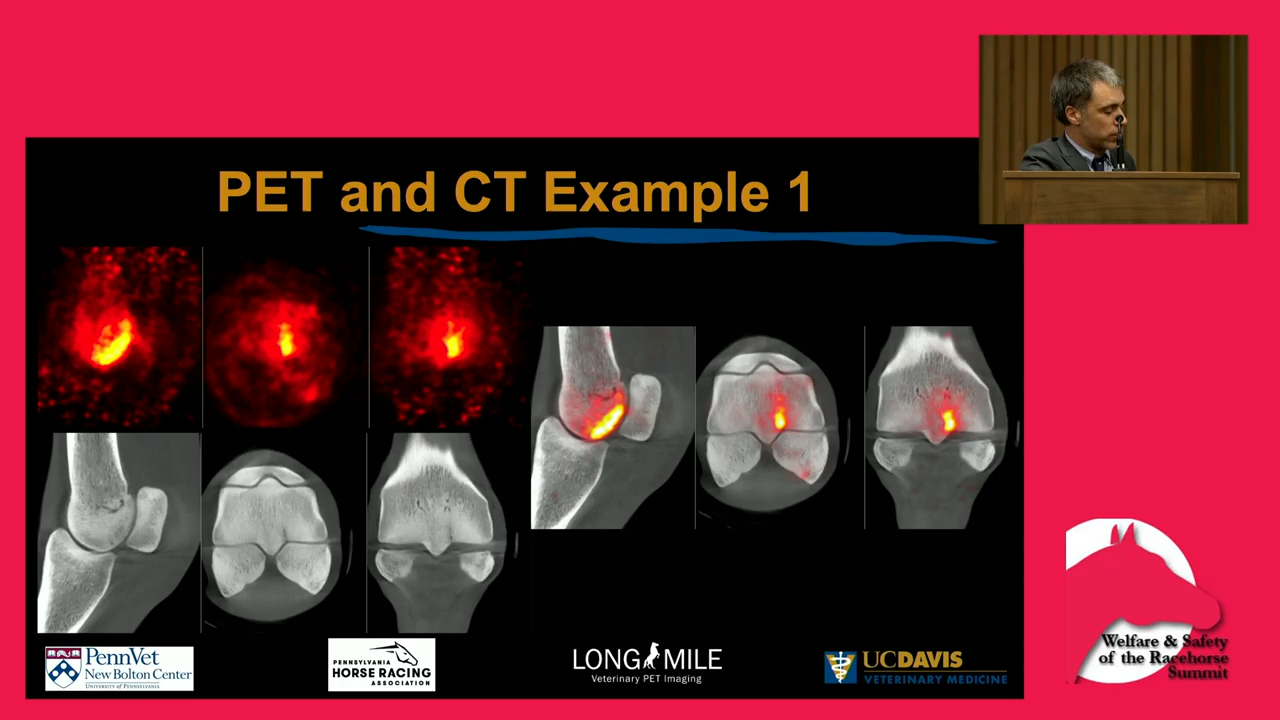 PET and CT Example 1
PennVet
New Bolton Center
UNIVERSITY OF PENNSYLVANIA
PENNSYLVANIA
HORSE RACING
ASSOCIATION
LONG MILE
Veterinary PET Imaging
UCDAVIS
VETERINARY MEDICINE
Welfare & Safety
of the Racehorse
Summit